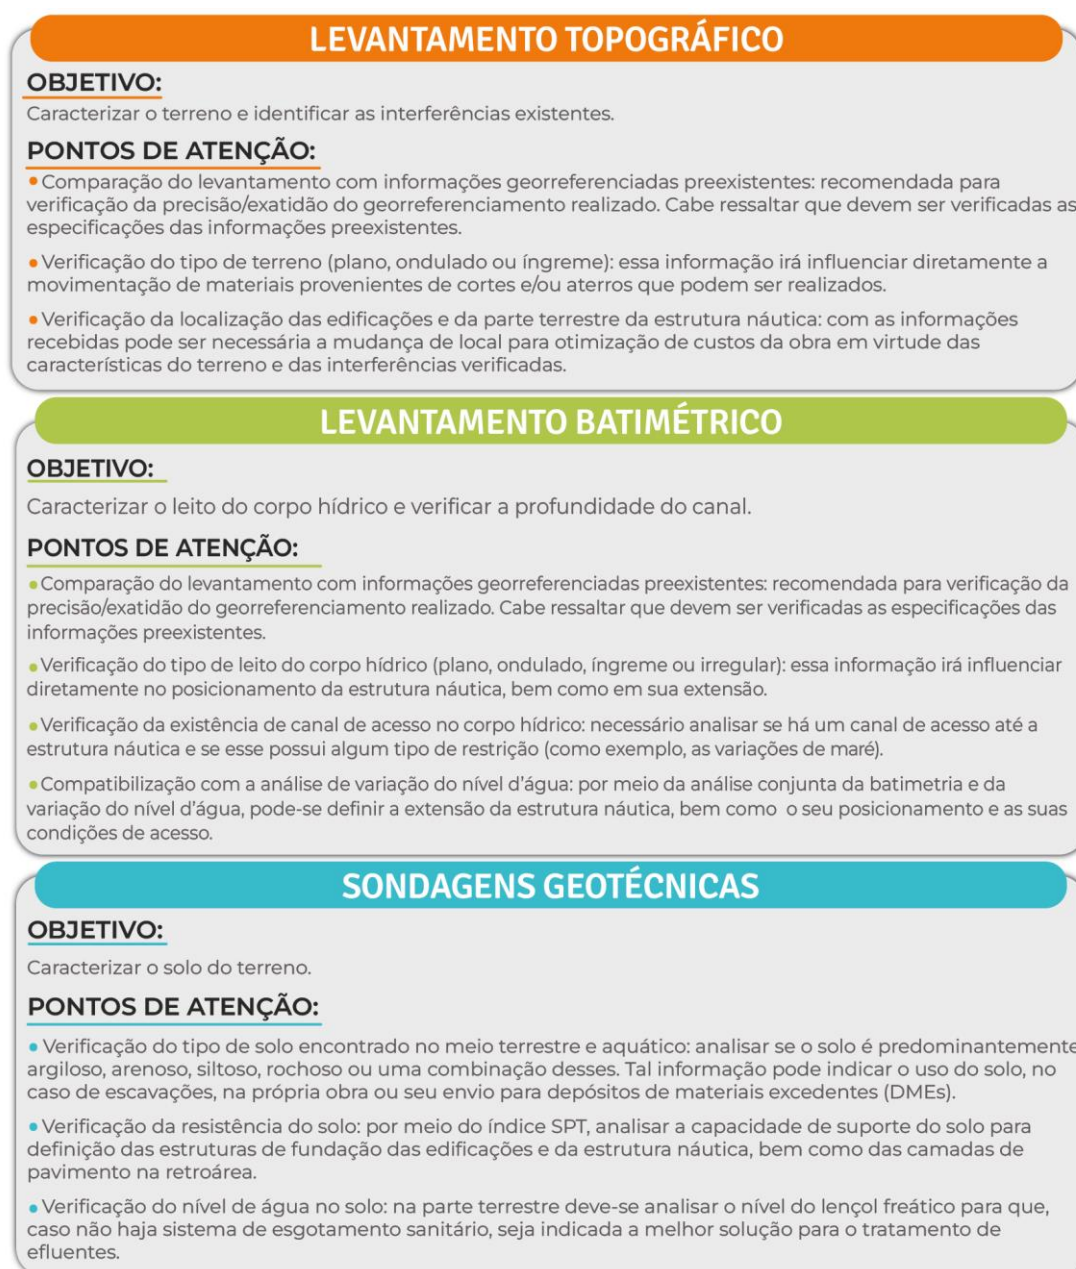 LEVANTAMENTO TOPOGRÁFICO
OBJETIVO:
Caracterizar o terreno e identificar as interferências existentes.
PONTOS DE ATENÇÃO:
• Comparação do levantamento com informações georreferenciadas preexistentes: recomendada para
verificação da precisão/exatidão do georreferenciamento realizado. Cabe ressaltar que devem ser verificadas as
especificações das informações preexistentes.
• Verificação do tipo de terreno (plano, ondulado ou íngreme): essa informação irá influenciar diretamente a
movimentação de materiais provenientes de cortes e/ou aterros que podem ser realizados.
• Verificação da localização das edificações e da parte terrestre da estrutura náutica: com as informações
recebidas pode ser necessária a mudança de local para otimização de custos da obra em virtude das
características do terreno e das interferências verificadas.
LEVANTAMENTO BATIMÉTRICO
OBJETIVO:
Caracterizar o leito do corpo hídrico e verificar a profundidade do canal.
PONTOS DE ATENÇÃO:
• Comparação do levantamento com informações georreferenciadas preexistentes: recomendada para verificação da
precisão/exatidão do georreferenciamento realizado. Cabe ressaltar que devem ser verificadas as especificações das
informações preexistentes.
• Verificação do tipo de leito do corpo hídrico (plano, ondulado, íngreme ou irregular): essa informação irá influenciar
diretamente no posicionamento da estrutura náutica, bem como em sua extensão.
• Verificação da existência de canal de acesso no corpo hídrico: necessário analisar se há um canal de acesso até a
estrutura náutica e se esse possui algum tipo de restrição (como exemplo, as variações de maré).
• Compatibilização com a análise de variação do nível d'água: por meio da análise conjunta da batimetria e da
variação do nível d'água, pode-se definir a extensão da estrutura náutica, bem como o seu posicionamento e as suas
condições de acesso.
SONDAGENS GEOTÉCNICAS
OBJETIVO:
Caracterizar o solo do terreno.
PONTOS DE ATENÇÃO:
• Verificação do tipo de solo encontrado no meio terrestre e aquático: analisar se o solo é predominantemente
argiloso, arenoso, siltoso, rochoso ou uma combinação desses. Tal informação pode indicar o uso do solo, no
caso de escavações, na própria obra ou seu envio para depósitos de materiais excedentes (DMEs).
• Verificação da resistência do solo: por meio do índice SPT, analisar a capacidade de suporte do solo para
definição das estruturas de fundação das edificações e da estrutura náutica, bem como das camadas de
pavimento na retroárea.
• Verificação do nível de água no solo: na parte terrestre deve-se analisar o nível do lençol freático para que,
caso não haja sistema de esgotamento sanitário, seja indicada a melhor solução para o tratamento de
efluentes.